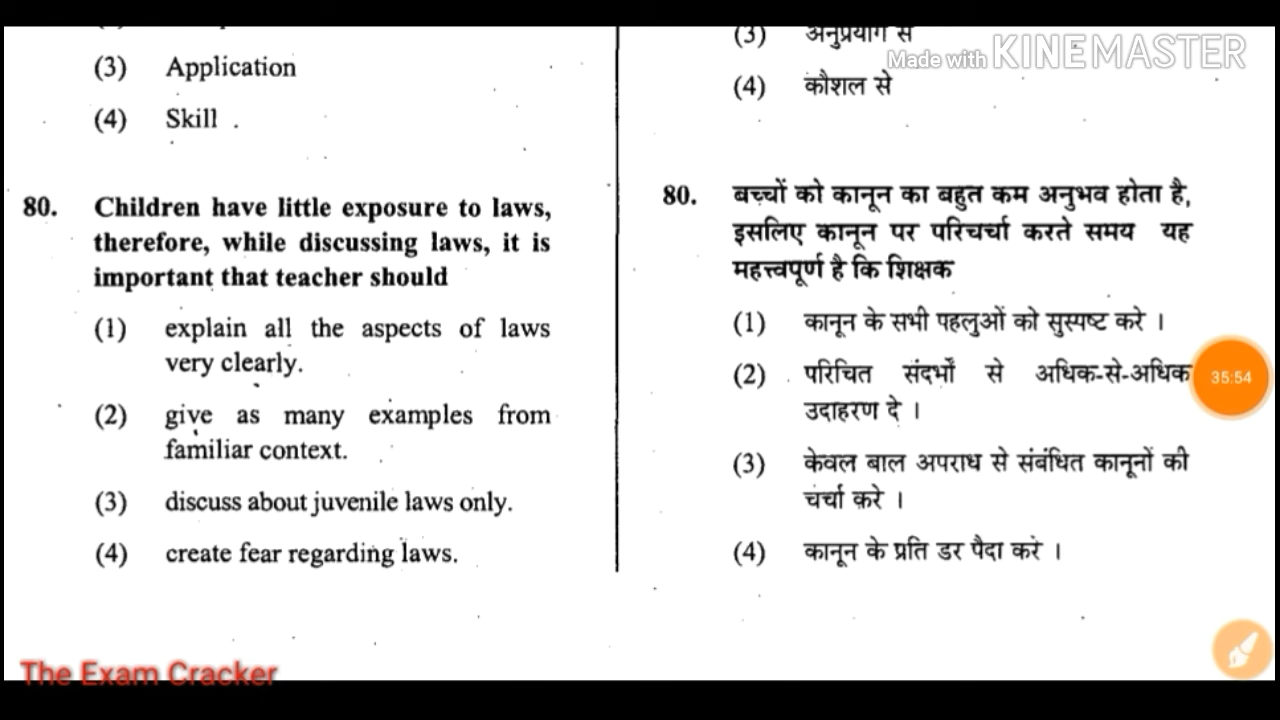 (3) Application
(4) Skill .
80. Children have little exposure to laws,
therefore, while discussing laws, it is
important that teacher should
(1) explain all the aspects of laws
very clearly.
(2) give as many examples from
familiar context.
(3) discuss about juvenile laws only.
(4) create fear regarding laws.
(3) अनुप्रयोग से
Made with KINEMASTER
(4) कौशल से
80. बच्चों को कानून का बहुत कम अनुभव होता है,
इसलिए कानून पर परिचर्चा करते समय यह
महत्त्वपूर्ण है कि शिक्षक
(1) कानून के सभी पहलुओं को सुस्पष्ट करे ।
(2) परिचित संदर्भों से अधिक-से-अधिक
उदाहरण दे ।
(3) केवल बाल अपराध से संबंधित कानूनों की
चर्चा करे ।
(4) कानून के प्रति डर पैदा करे ।
35:54
The Exam Cracker